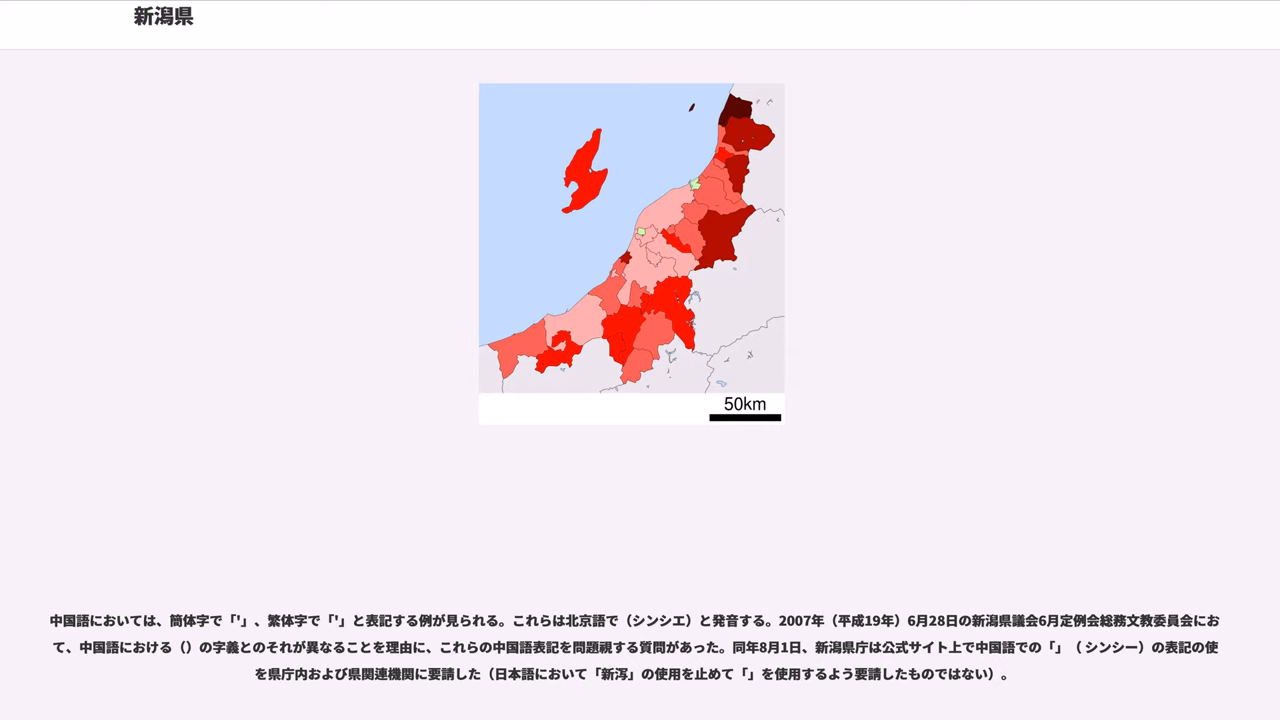 新潟県
50km
中国語においては、簡体字で「'」、繁体字で「'」と表記する例が見られる。これらは北京語で（シンシエ）と発音する。2007年（平成19年）6月28日の新潟県議会6月定例会総務文教委員会にお
て、中国語における（）の字義とのそれが異なることを理由に、これらの中国語表記を問題視する質問があった。同年8月1日、新潟県庁は公式サイト上で中国語での「」（ シンシー）の表記の使
を県庁内および県関連機関に要請した（日本語において「新泻」の使用を止めて「」を使用するよう要請したものではない）。